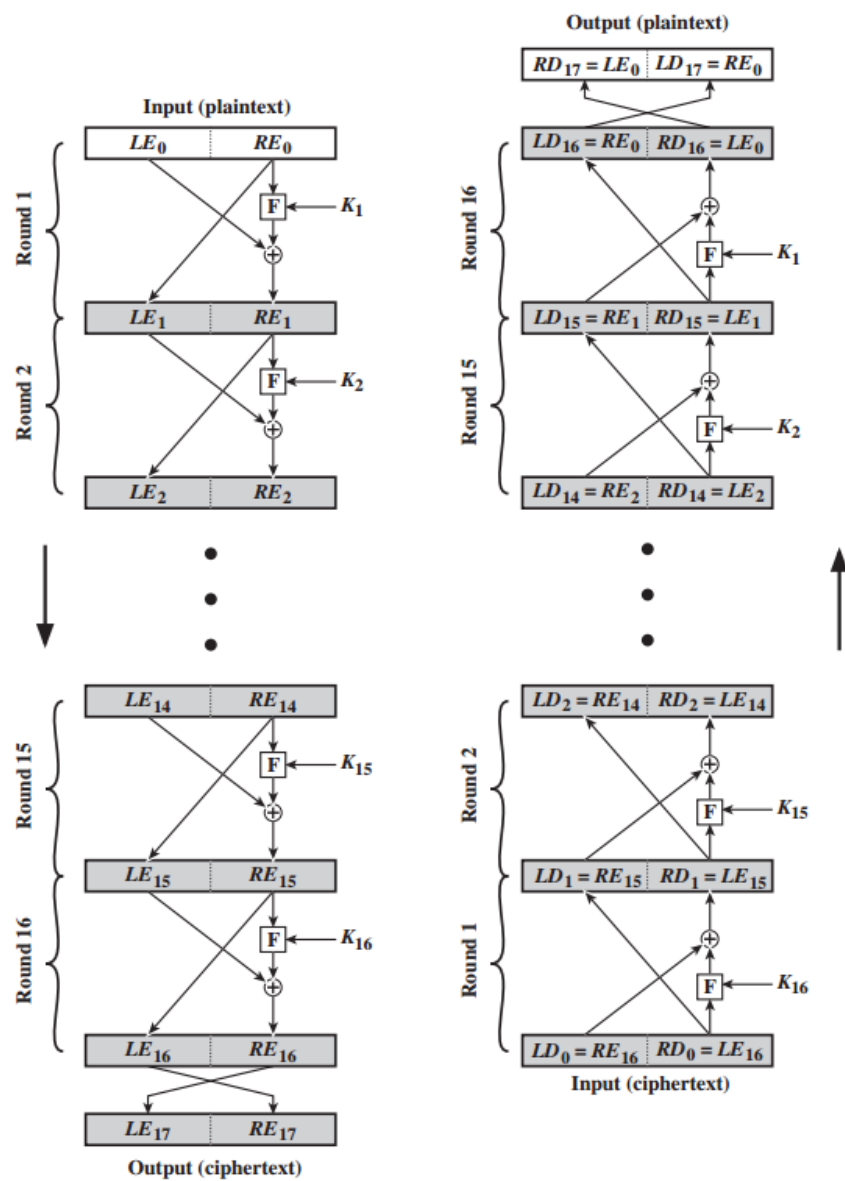 Input (plaintext)
LE₀ RE₀
Round 1
F K₁
LE₁ RE₁
Round 2
F K₂
LE₂ RE₂
LE₁₄ RE₁₄
Round 15
F K₁₅
LE₁₅ RE₁₅
Round 16
F K₁₆
LE₁₆ RE₁₆
LE₁₇ RE₁₇
Output (ciphertext)
Output (plaintext)
RD₁₇ = LE₀ LD₁₇ = RE₀
LD₁₆ = RE₀ RD₁₆ = LE₀
Round 16
F K₁
LD₁₅ = RE₁ RD₁₅ = LE₁
Round 15
F K₂
LD₁₄ = RE₂ RD₁₄ = LE₂
LD₂ = RE₁₄ RD₂ = LE₁₄
Round 2
F K₁₅
LD₁ = RE₁₅ RD₁ = LE₁₅
Round 1
F K₁₆
LD₀ = RE₁₆ RD₀ = LE₁₆
Input (ciphertext)